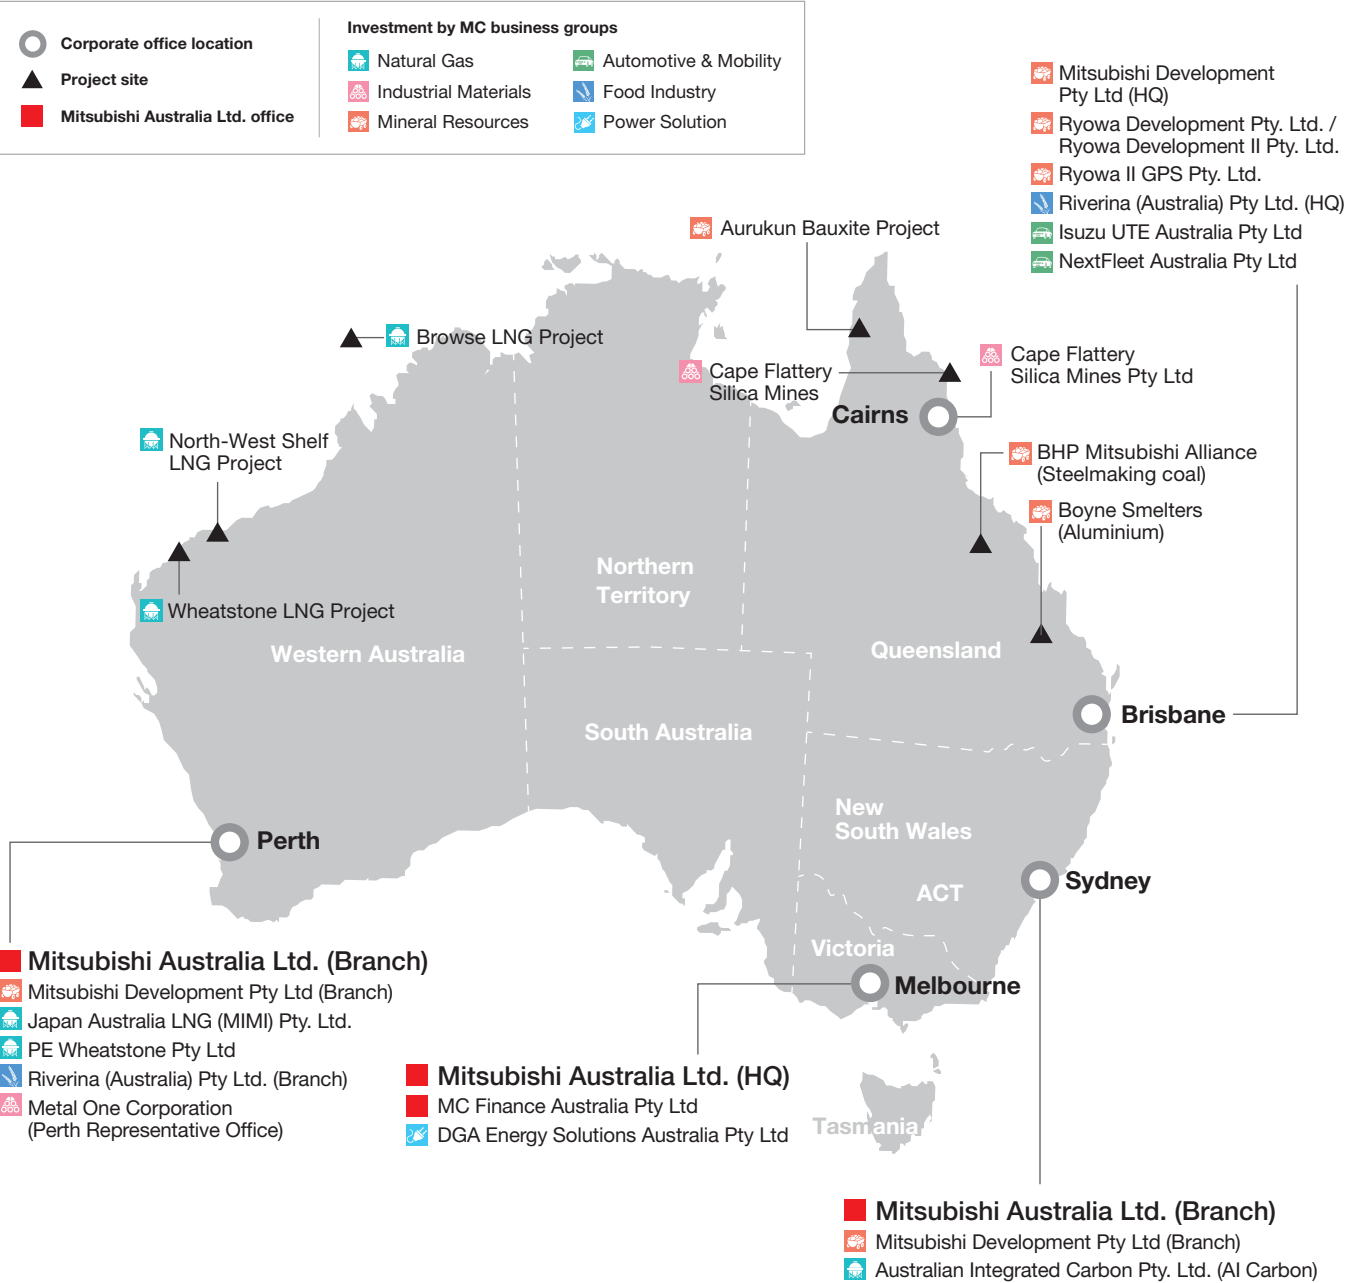 Corporate office location
Project site
Mitsubishi Australia Ltd. office
Investment by MC business groups
Natural Gas
Industrial Materials
Mineral Resources
Automotive & Mobility
Food Industry
Power Solution
Mitsubishi Development
Pty Ltd (HQ)
Ryowa Development Pty. Ltd. /
Ryowa Development II Pty. Ltd.
Ryowa II GPS Pty. Ltd.
Riverina (Australia) Pty Ltd. (HQ)
Isuzu UTE Australia Pty Ltd
NextFleet Australia Pty Ltd
Aurukun Bauxite Project
Browse LNG Project
Cape Flattery
Silica Mines
Cape Flattery
Silica Mines Pty Ltd
Cairns
North-West Shelf
LNG Project
BHP Mitsubishi Alliance
(Steelmaking coal)
Boyne Smelters
(Aluminium)
Wheatstone LNG Project
Northern
Territory
Western Australia
Queensland
South Australia
Brisbane
New
South Wales
Perth
Sydney
ACT
Victoria
Melbourne
Mitsubishi Australia Ltd. (Branch)
Mitsubishi Development Pty Ltd (Branch)
Japan Australia LNG (MIMI) Pty. Ltd.
PE Wheatstone Pty Ltd
Riverina (Australia) Pty Ltd. (Branch)
Metal One Corporation
(Perth Representative Office)
Mitsubishi Australia Ltd. (HQ)
MC Finance Australia Pty Ltd
DGA Energy Solutions Australia Pty Ltd
Tasmania
Mitsubishi Australia Ltd. (Branch)
Mitsubishi Development Pty Ltd (Branch)
Australian Integrated Carbon Pty. Ltd. (AI Carbon)